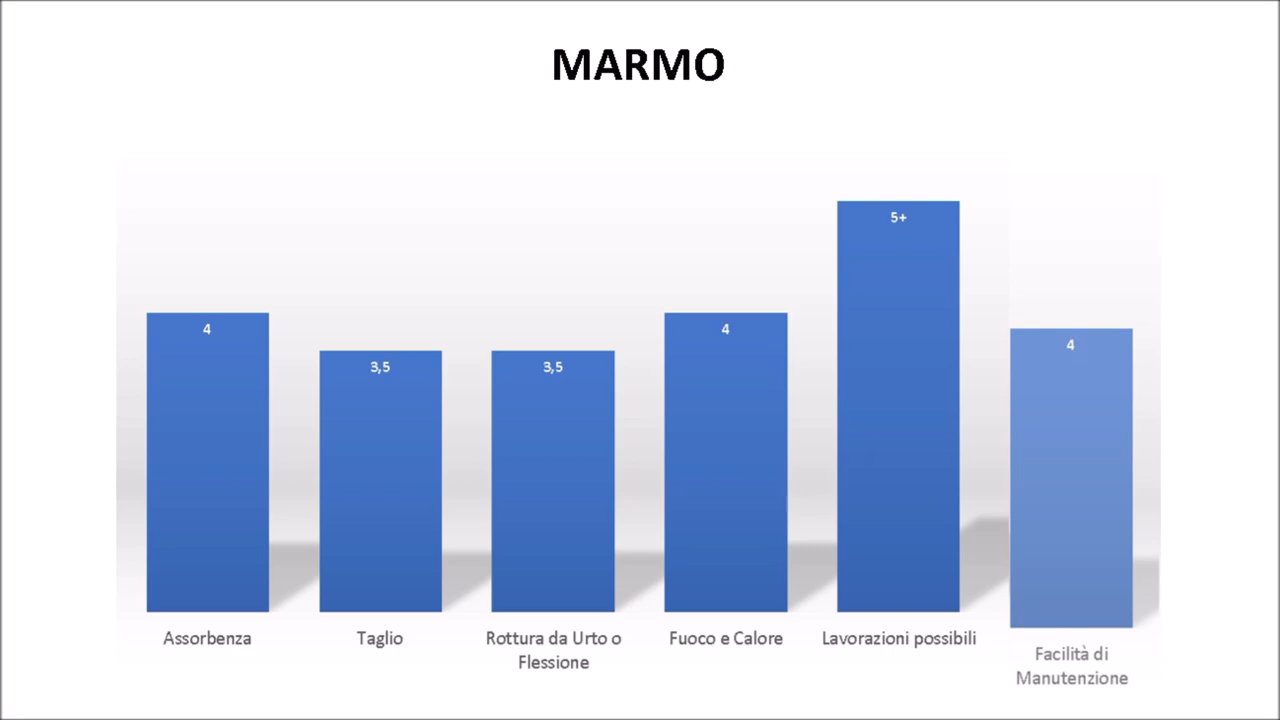 MARMO
4
3,5
3,5
4
5+
4
Assorbenza
Taglio
Rottura da Urto o
Flessione
Fuoco e Calore
Lavorazioni possibili
Facilità di
Manutenzione